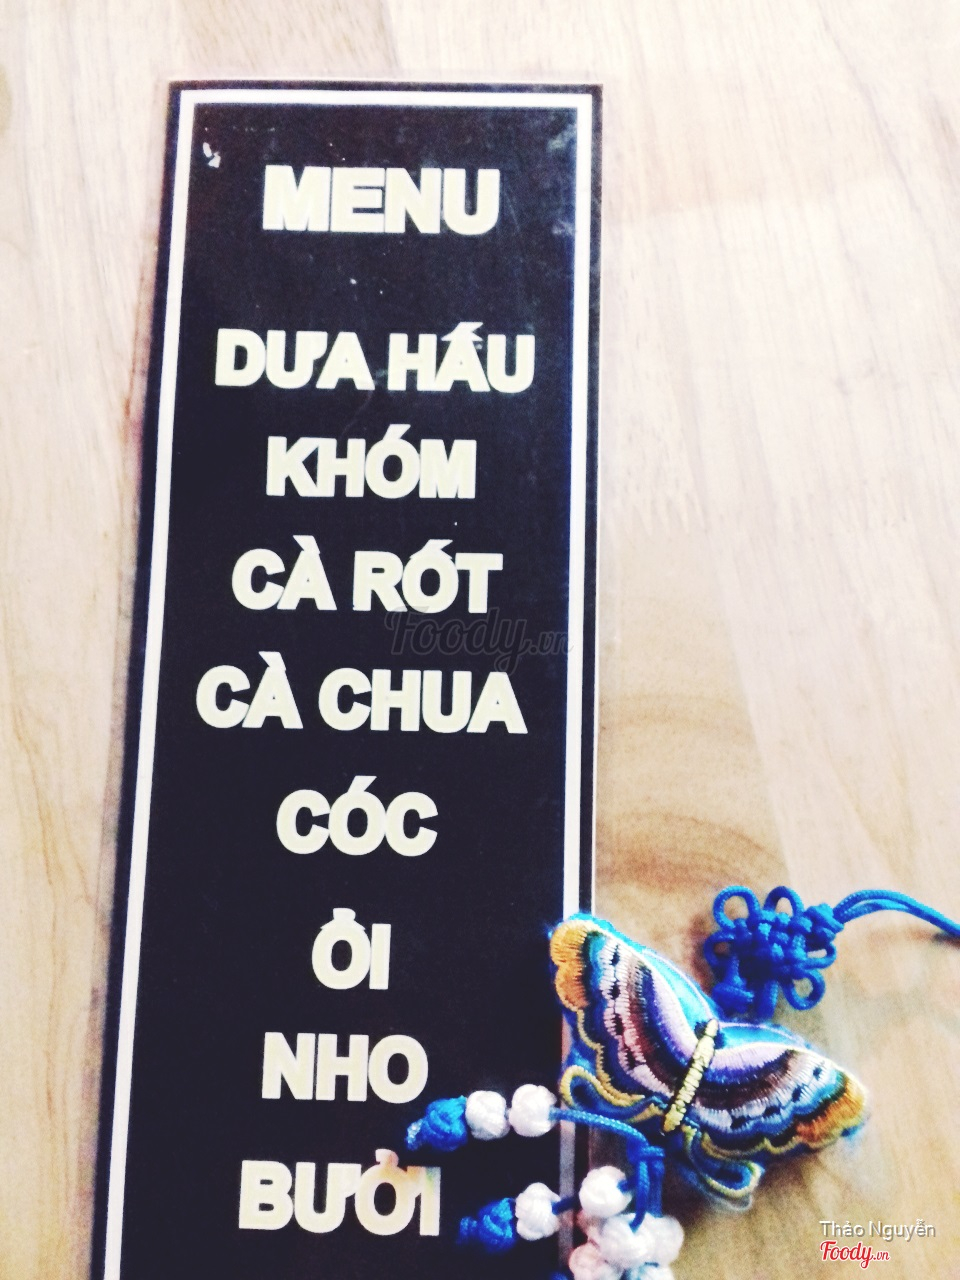 MENU
DƯA HẤU
KHÓM
CÀ RỐT
CÀ CHUA
CÓC
ỔI
NHO
BƯỞI
Foody.vn
Thảo Nguyễn
Foody.vn